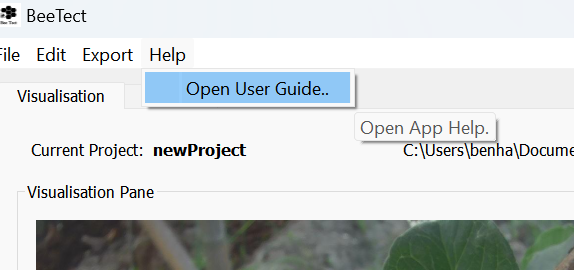 BeeTect
File Edit Export Help
Open User Guide..
Visualisation
Open App Help.
Current Project: newProject C:\Users\benha\Docume
Visualisation Pane